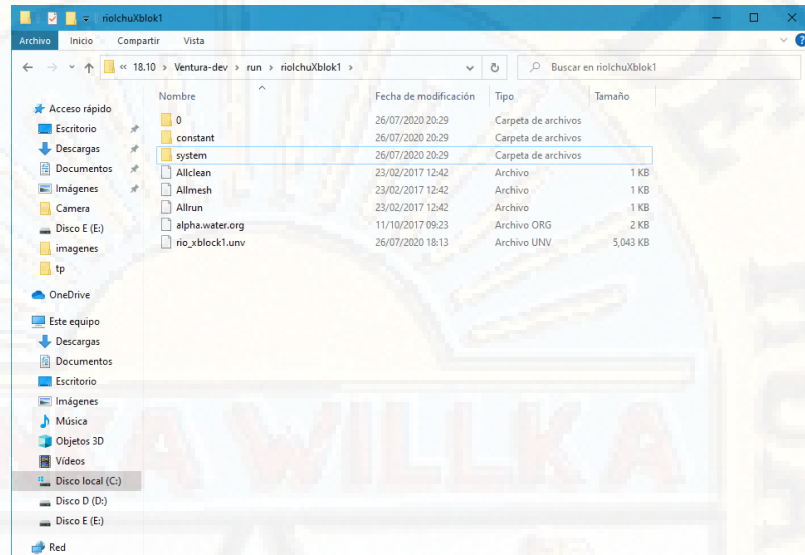 rioIchuXblok1
Archivo Inicio Compartir Vista
« 18.10 > Ventura-dev > run > rioIchuXblok1 >
Buscar en rioIchuXblok1
Nombre Fecha de modificación Tipo Tamaño
0 26/07/2020 20:29 Carpeta de archivos
constant 26/07/2020 20:29 Carpeta de archivos
system 26/07/2020 20:29 Carpeta de archivos
Allclean 23/02/2017 12:42 Archivo 1 KB
Allmesh 23/02/2017 12:42 Archivo 1 KB
Allrun 23/02/2017 12:42 Archivo 1 KB
alpha.water.org 11/10/2017 09:23 Archivo ORG 2 KB
rio_xblock1.unv 26/07/2020 18:13 Archivo UNV 5,043 KB
Acceso rápido
Escritorio
Descargas
Documentos
Imágenes
Camera
Disco E (E:)
imagenes
tp
OneDrive
Este equipo
Descargas
Documentos
Escritorio
Imágenes
Música
Objetos 3D
Vídeos
Disco local (C:)
Disco D (D:)
Disco E (E:)
Red